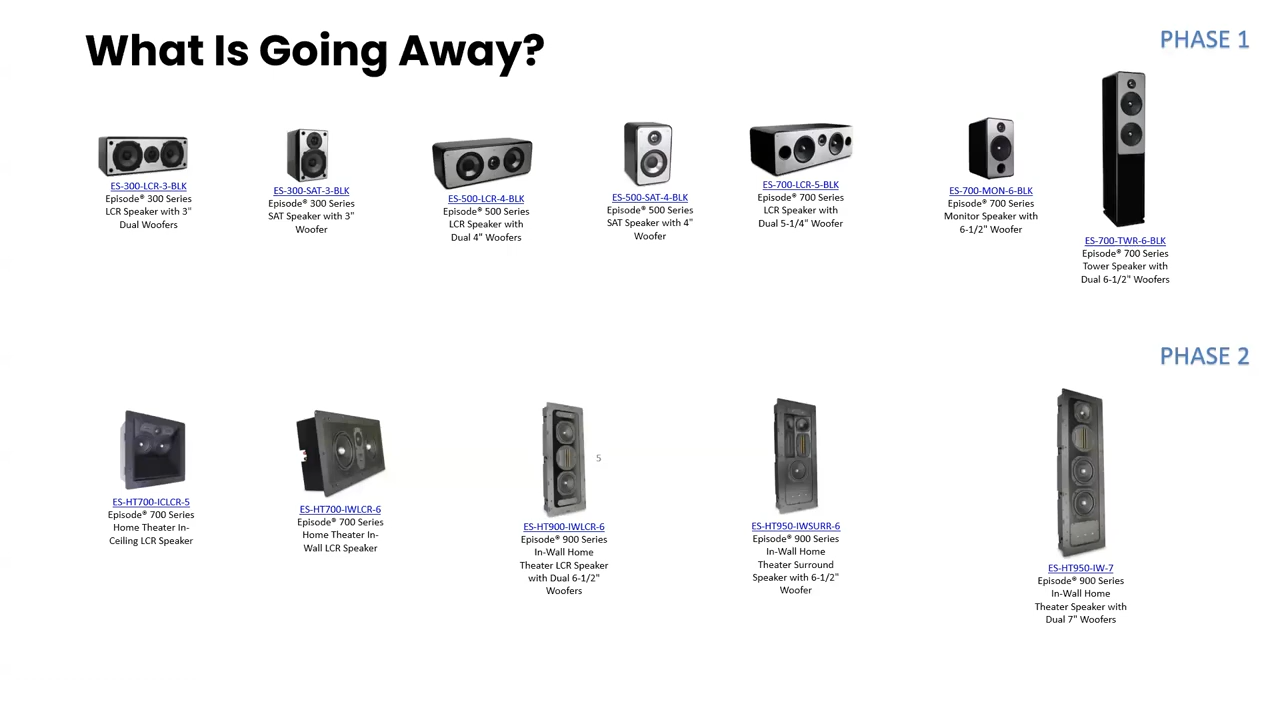 What Is Going Away?
PHASE 1
ES-300-LCR-3-BLK
Episode® 300 Series
LCR Speaker with 3"
Dual Woofers
ES-300-SAT-3-BLK
Episode® 300 Series
SAT Speaker with 3"
Woofer
ES-500-LCR-4-BLK
Episode® 500 Series
LCR Speaker with
Dual 4" Woofers
ES-500-SAT-4-BLK
Episode® 500 Series
SAT Speaker with 4"
Woofer
ES-700-LCR-5-BLK
Episode® 700 Series
LCR Speaker with
Dual 5-1/4" Woofer
ES-700-MON-6-BLK
Episode® 700 Series
Monitor Speaker with
6-1/2" Woofer
ES-700-TWR-6-BLK
Episode® 700 Series
Tower Speaker with
Dual 6-1/2" Woofers
PHASE 2
ES-HT700-ICLCR-5
Episode® 700 Series
Home Theater In-
Ceiling LCR Speaker
ES-HT700-IWLCR-6
Episode® 700 Series
Home Theater In-
Wall LCR Speaker
ES-HT900-IWLCR-6
Episode® 900 Series
In-Wall Home
Theater LCR Speaker
with Dual 6-1/2"
Woofers
5
ES-HT950-IWSURR-6
Episode® 900 Series
In-Wall Home
Theater Surround
Speaker with 6-1/2"
Woofer
ES-HT950-IW-7
Episode® 900 Series
In-Wall Home
Theater Speaker with
Dual 7" Woofers